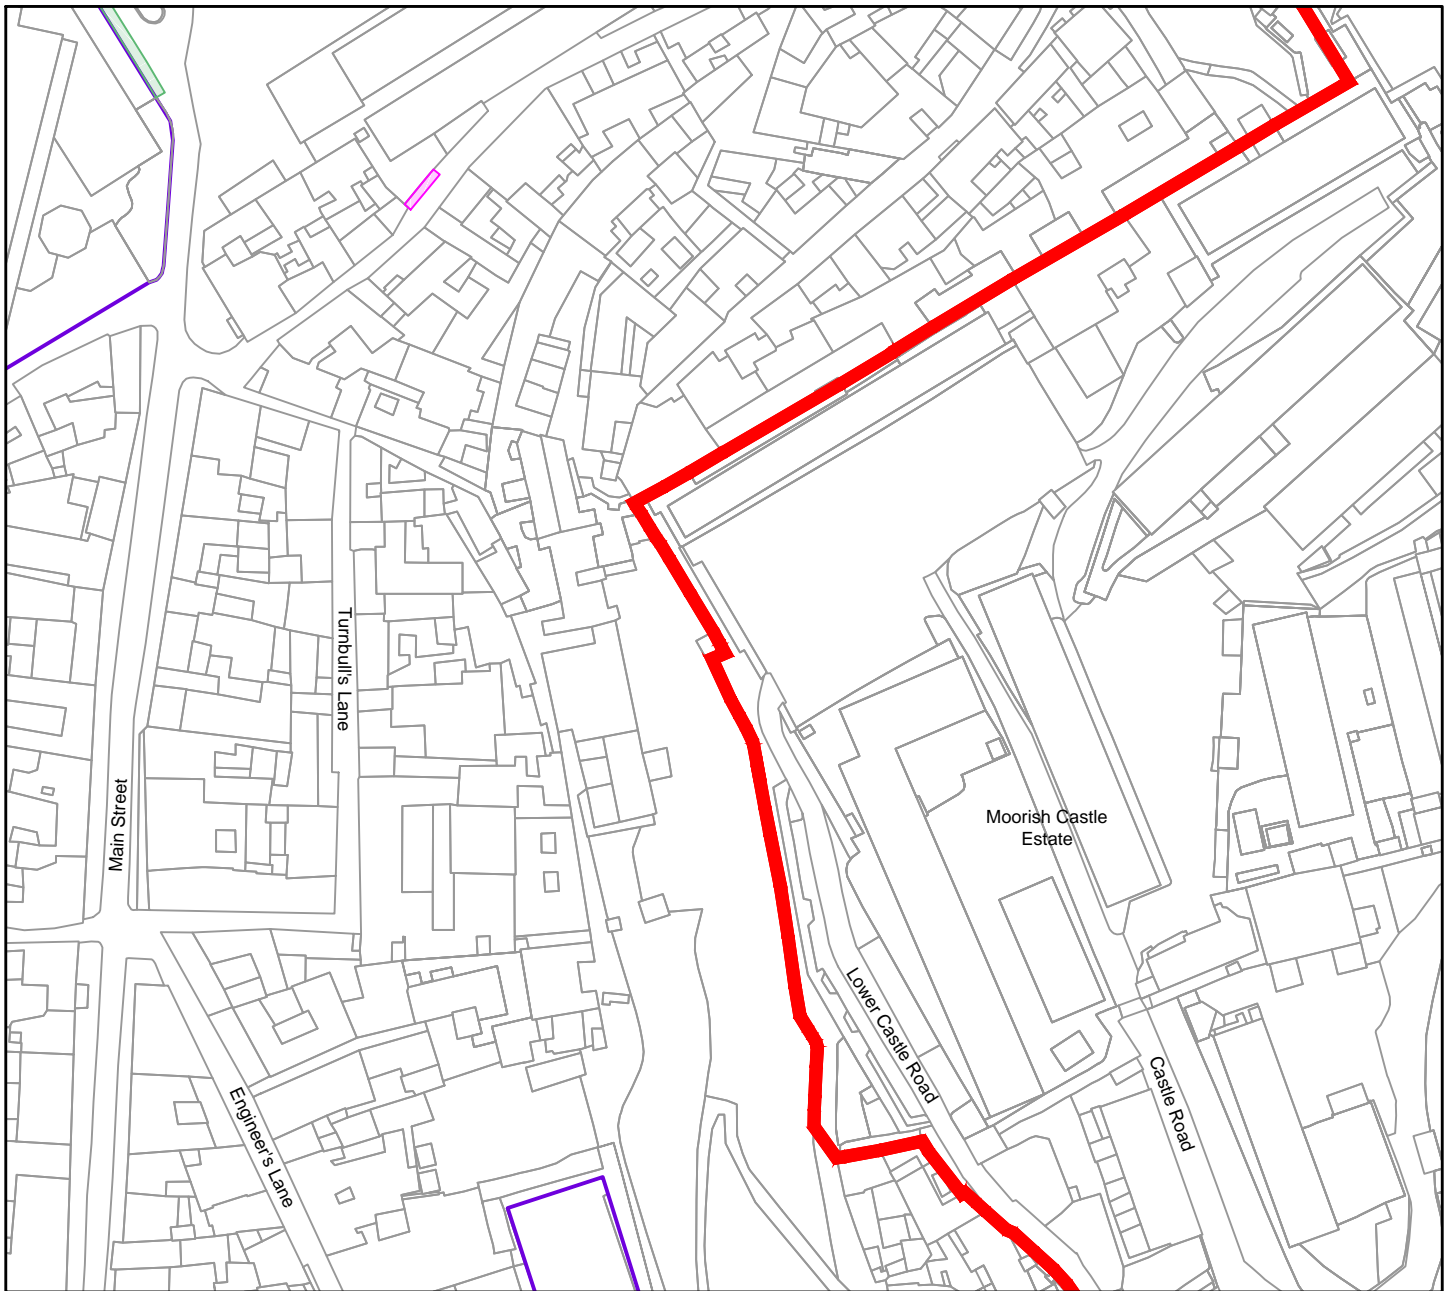 Turnbull's Lane
Main Street
Moorish Castle
Estate
Lower Castle Road
Castle Road
Engineer's Lane